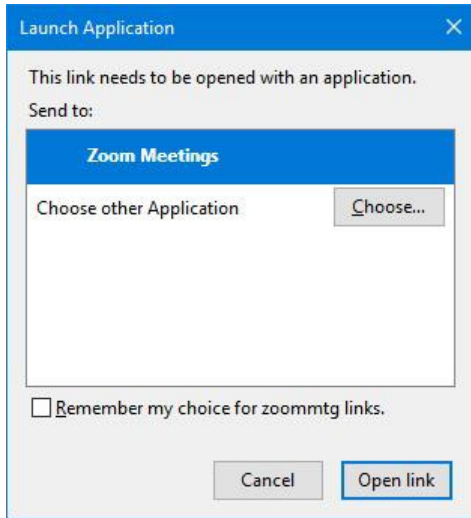 Launch Application
This link needs to be opened with an application.
Send to:
Zoom Meetings
Choose other Application
Choose...
Remember my choice for zoommtg links.
Cancel
Open link